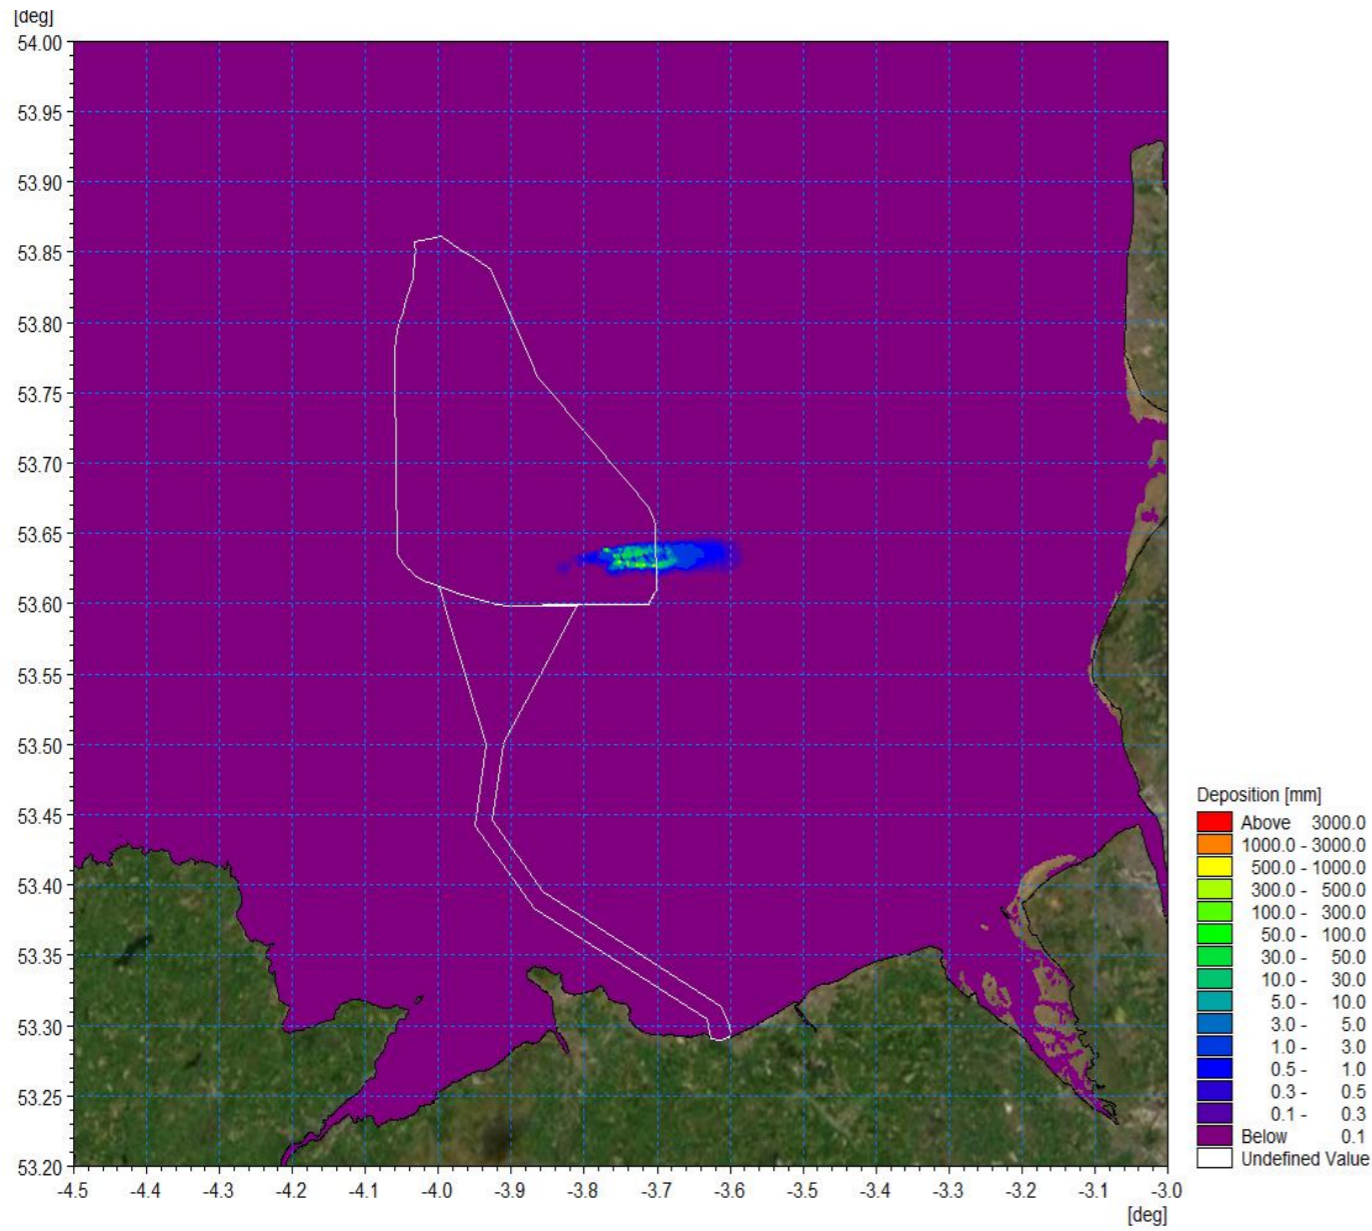 [deg]
54.00
53.95
53.90
53.85
53.80
53.75
53.70
53.65
53.60
53.55
53.50
53.45
53.40
53.35
53.30
53.25
53.20
-4.5 -4.4 -4.3 -4.2 -4.1 -4.0 -3.9 -3.8 -3.7 -3.6 -3.5 -3.4 -3.3 -3.2 -3.1 -3.0
[deg]
Deposition [mm]
Above 3000.0
1000.0 - 3000.0
500.0 - 1000.0
300.0 - 500.0
100.0 - 300.0
50.0 - 100.0
30.0 - 50.0
10.0 - 30.0
5.0 - 10.0
3.0 - 5.0
1.0 - 3.0
0.5 - 1.0
0.3 - 0.5
0.1 - 0.3
Below 0.1
Undefined Value